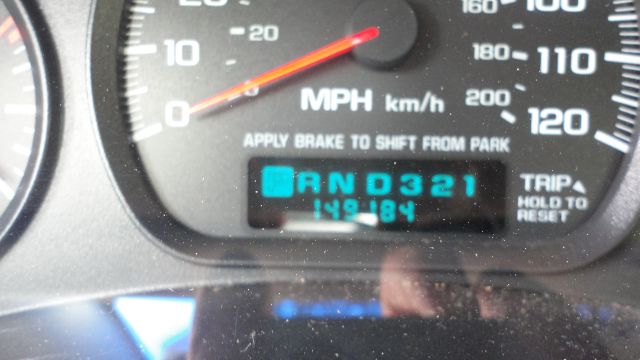 20
160
100
20
10
180
110
0
MPH km/h
200
120
APPLY BRAKE TO SHIFT FROM PARK
P R N D 3 2 1
TRIP
149184
HOLD TO
RESET